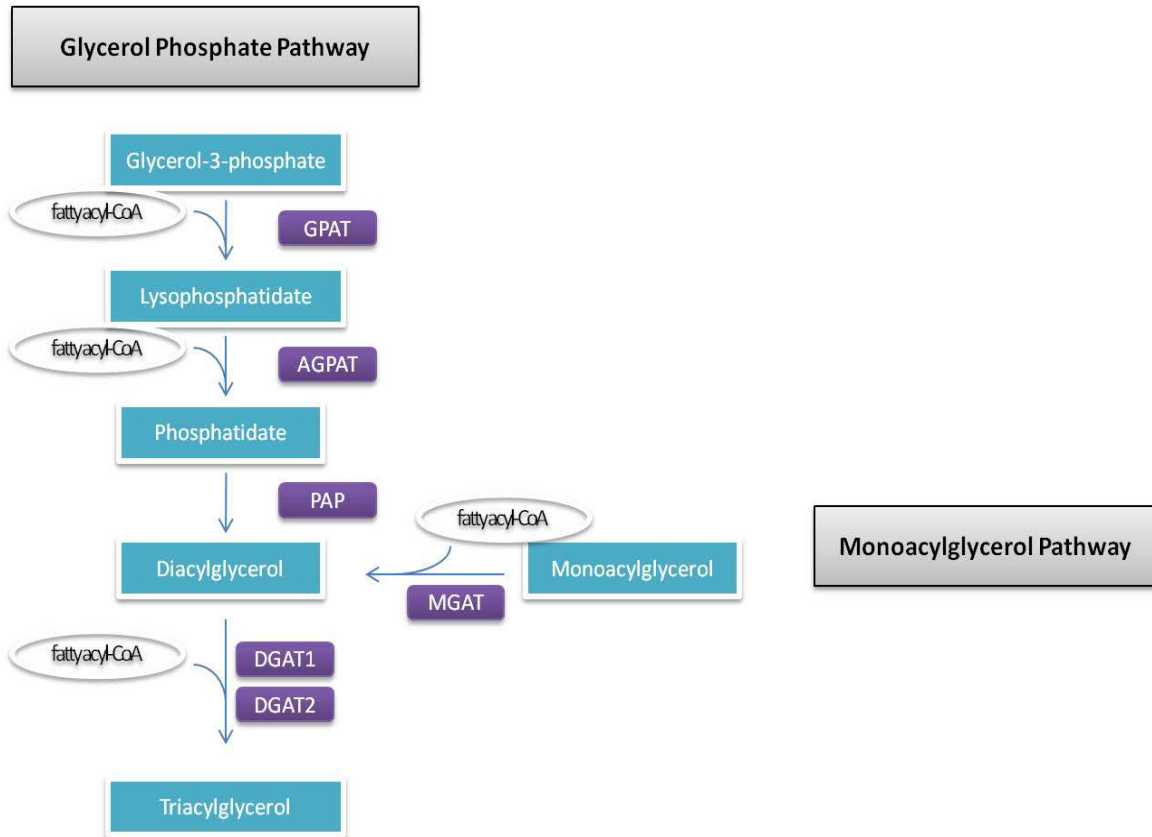 Glycerol Phosphate Pathway
Glycerol-3-phosphate
fattyacyl-CoA
GPAT
Lysophosphatidate
fattyacyl-CoA
AGPAT
Phosphatidate
PAP
fattyacyl-CoA
Diacylglycerol
Monoacylglycerol
Monoacylglycerol Pathway
MGAT
fattyacyl-CoA
DGAT1
DGAT2
Triacylglycerol